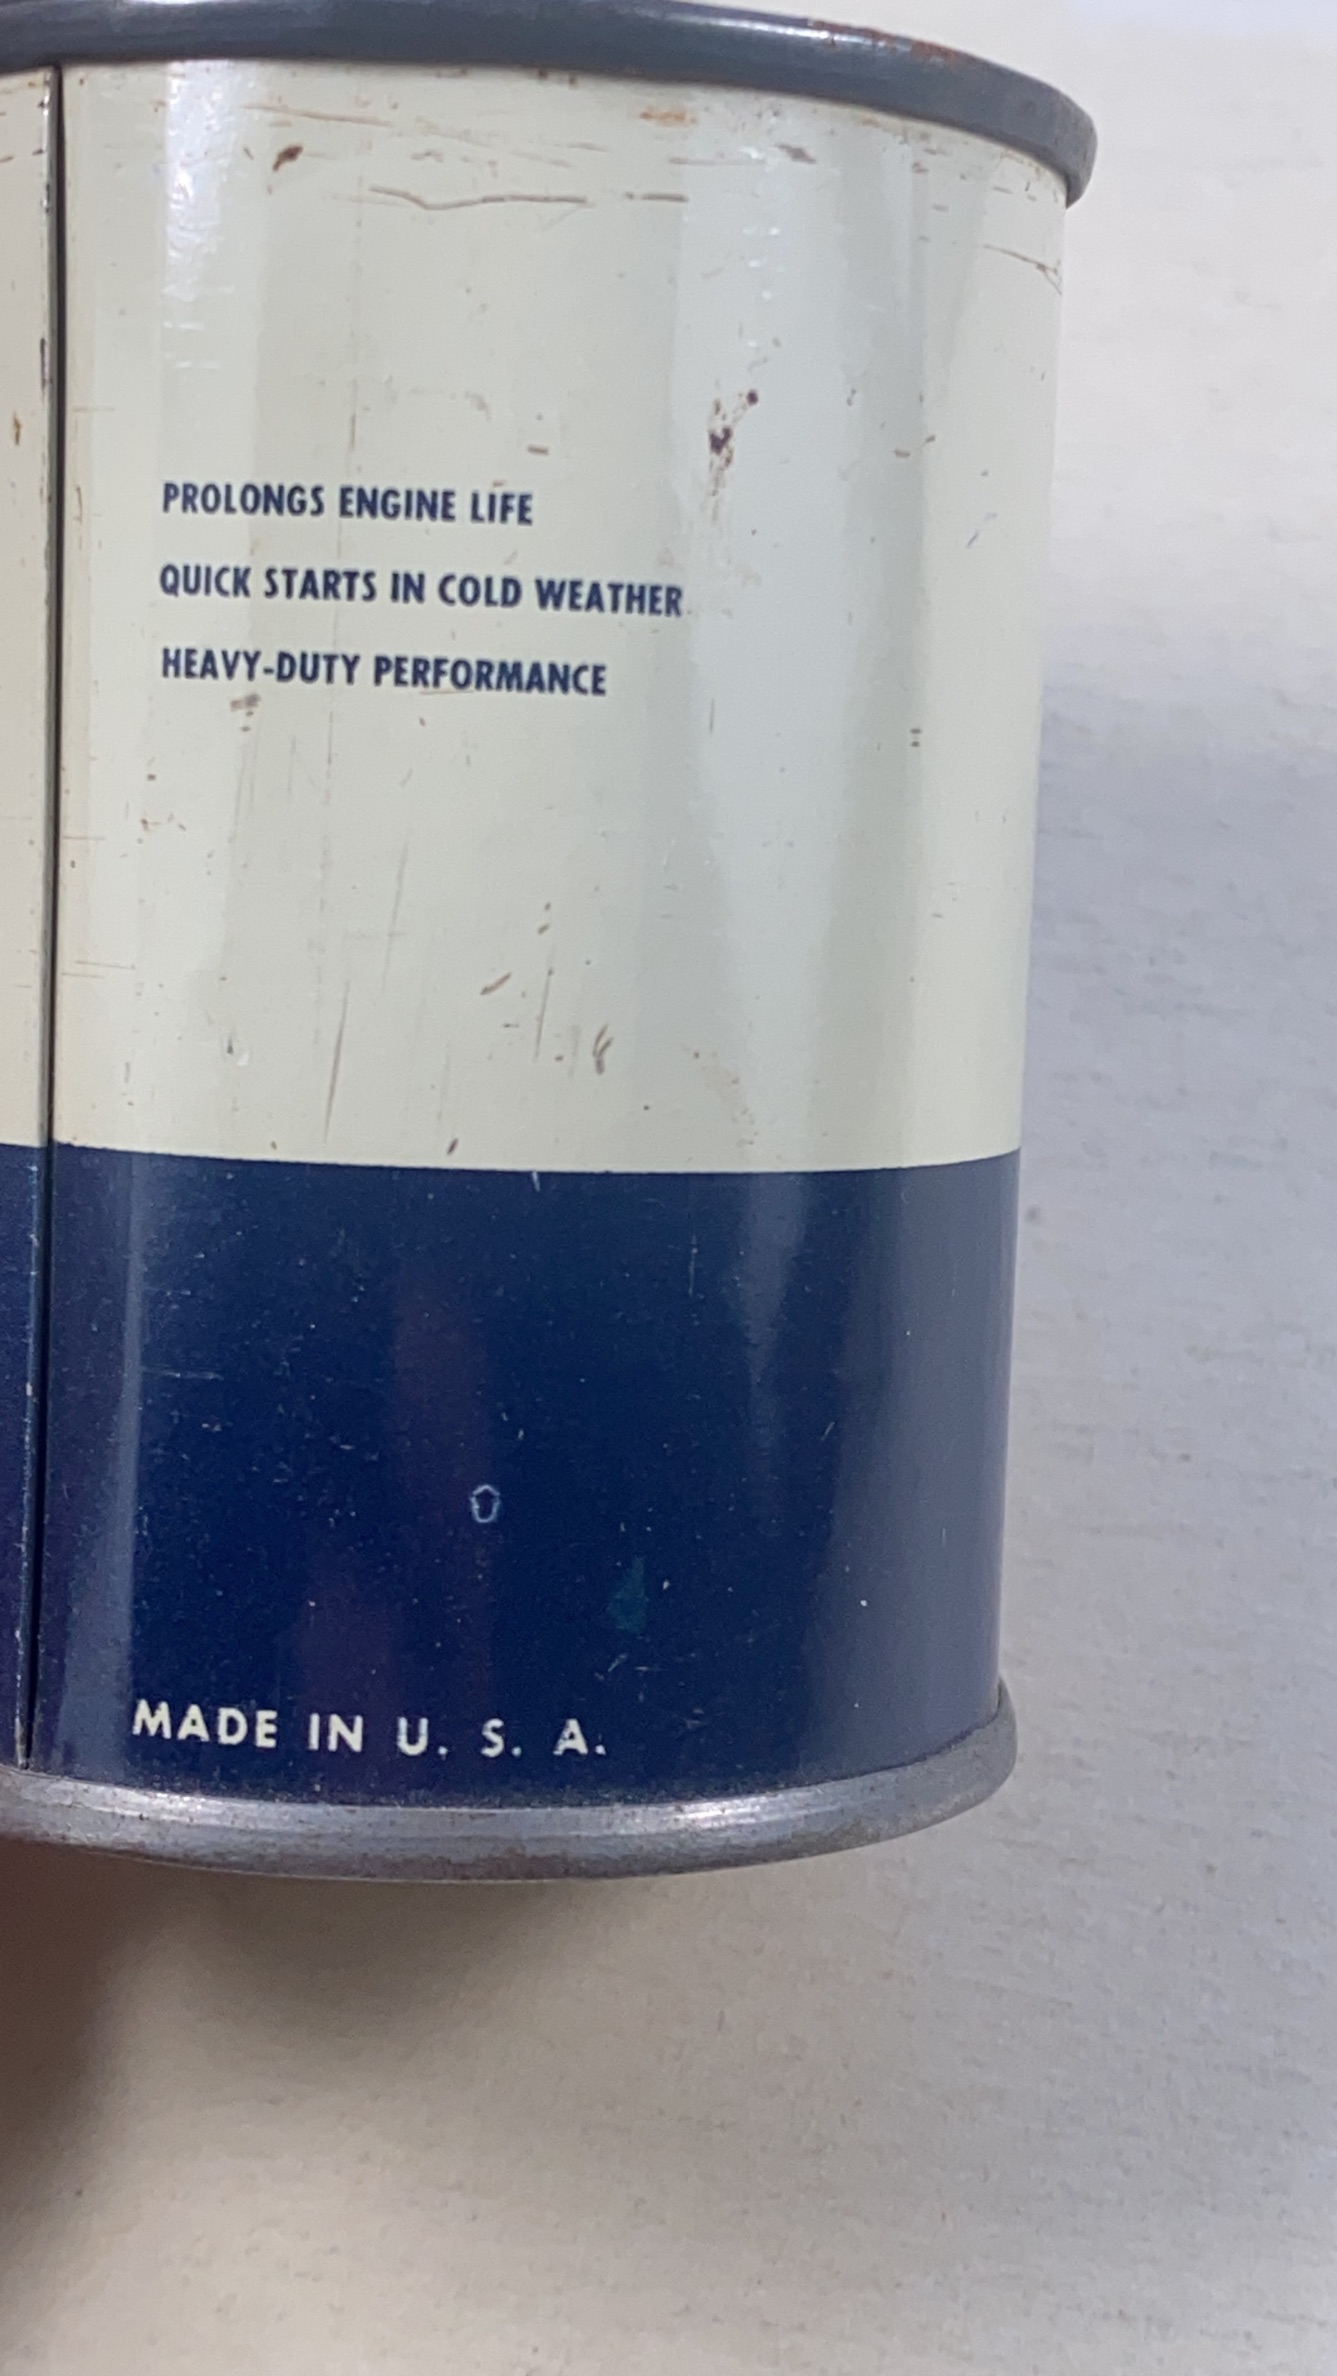 PROLONGS ENGINE LIFE
QUICK STARTS IN COLD WEATHER
HEAVY-DUTY PERFORMANCE
MADE IN U. S. A.